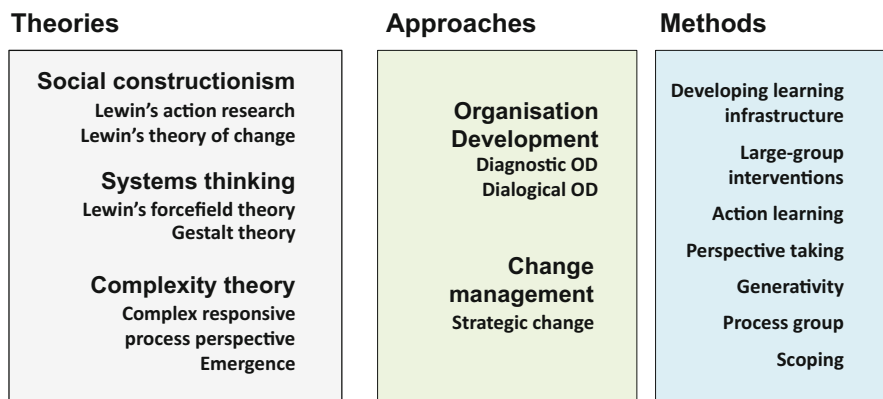 Theories
Social constructionism
Lewin's action research
Lewin's theory of change
Systems thinking
Lewin's forcefield theory
Gestalt theory
Complexity theory
Complex responsive
process perspective
Emergence
Approaches
Organisation
Development
Diagnostic OD
Dialogical OD
Change
management
Strategic change
Methods
Developing learning
infrastructure
Large-group
interventions
Action learning
Perspective taking
Generativity
Process group
Scoping